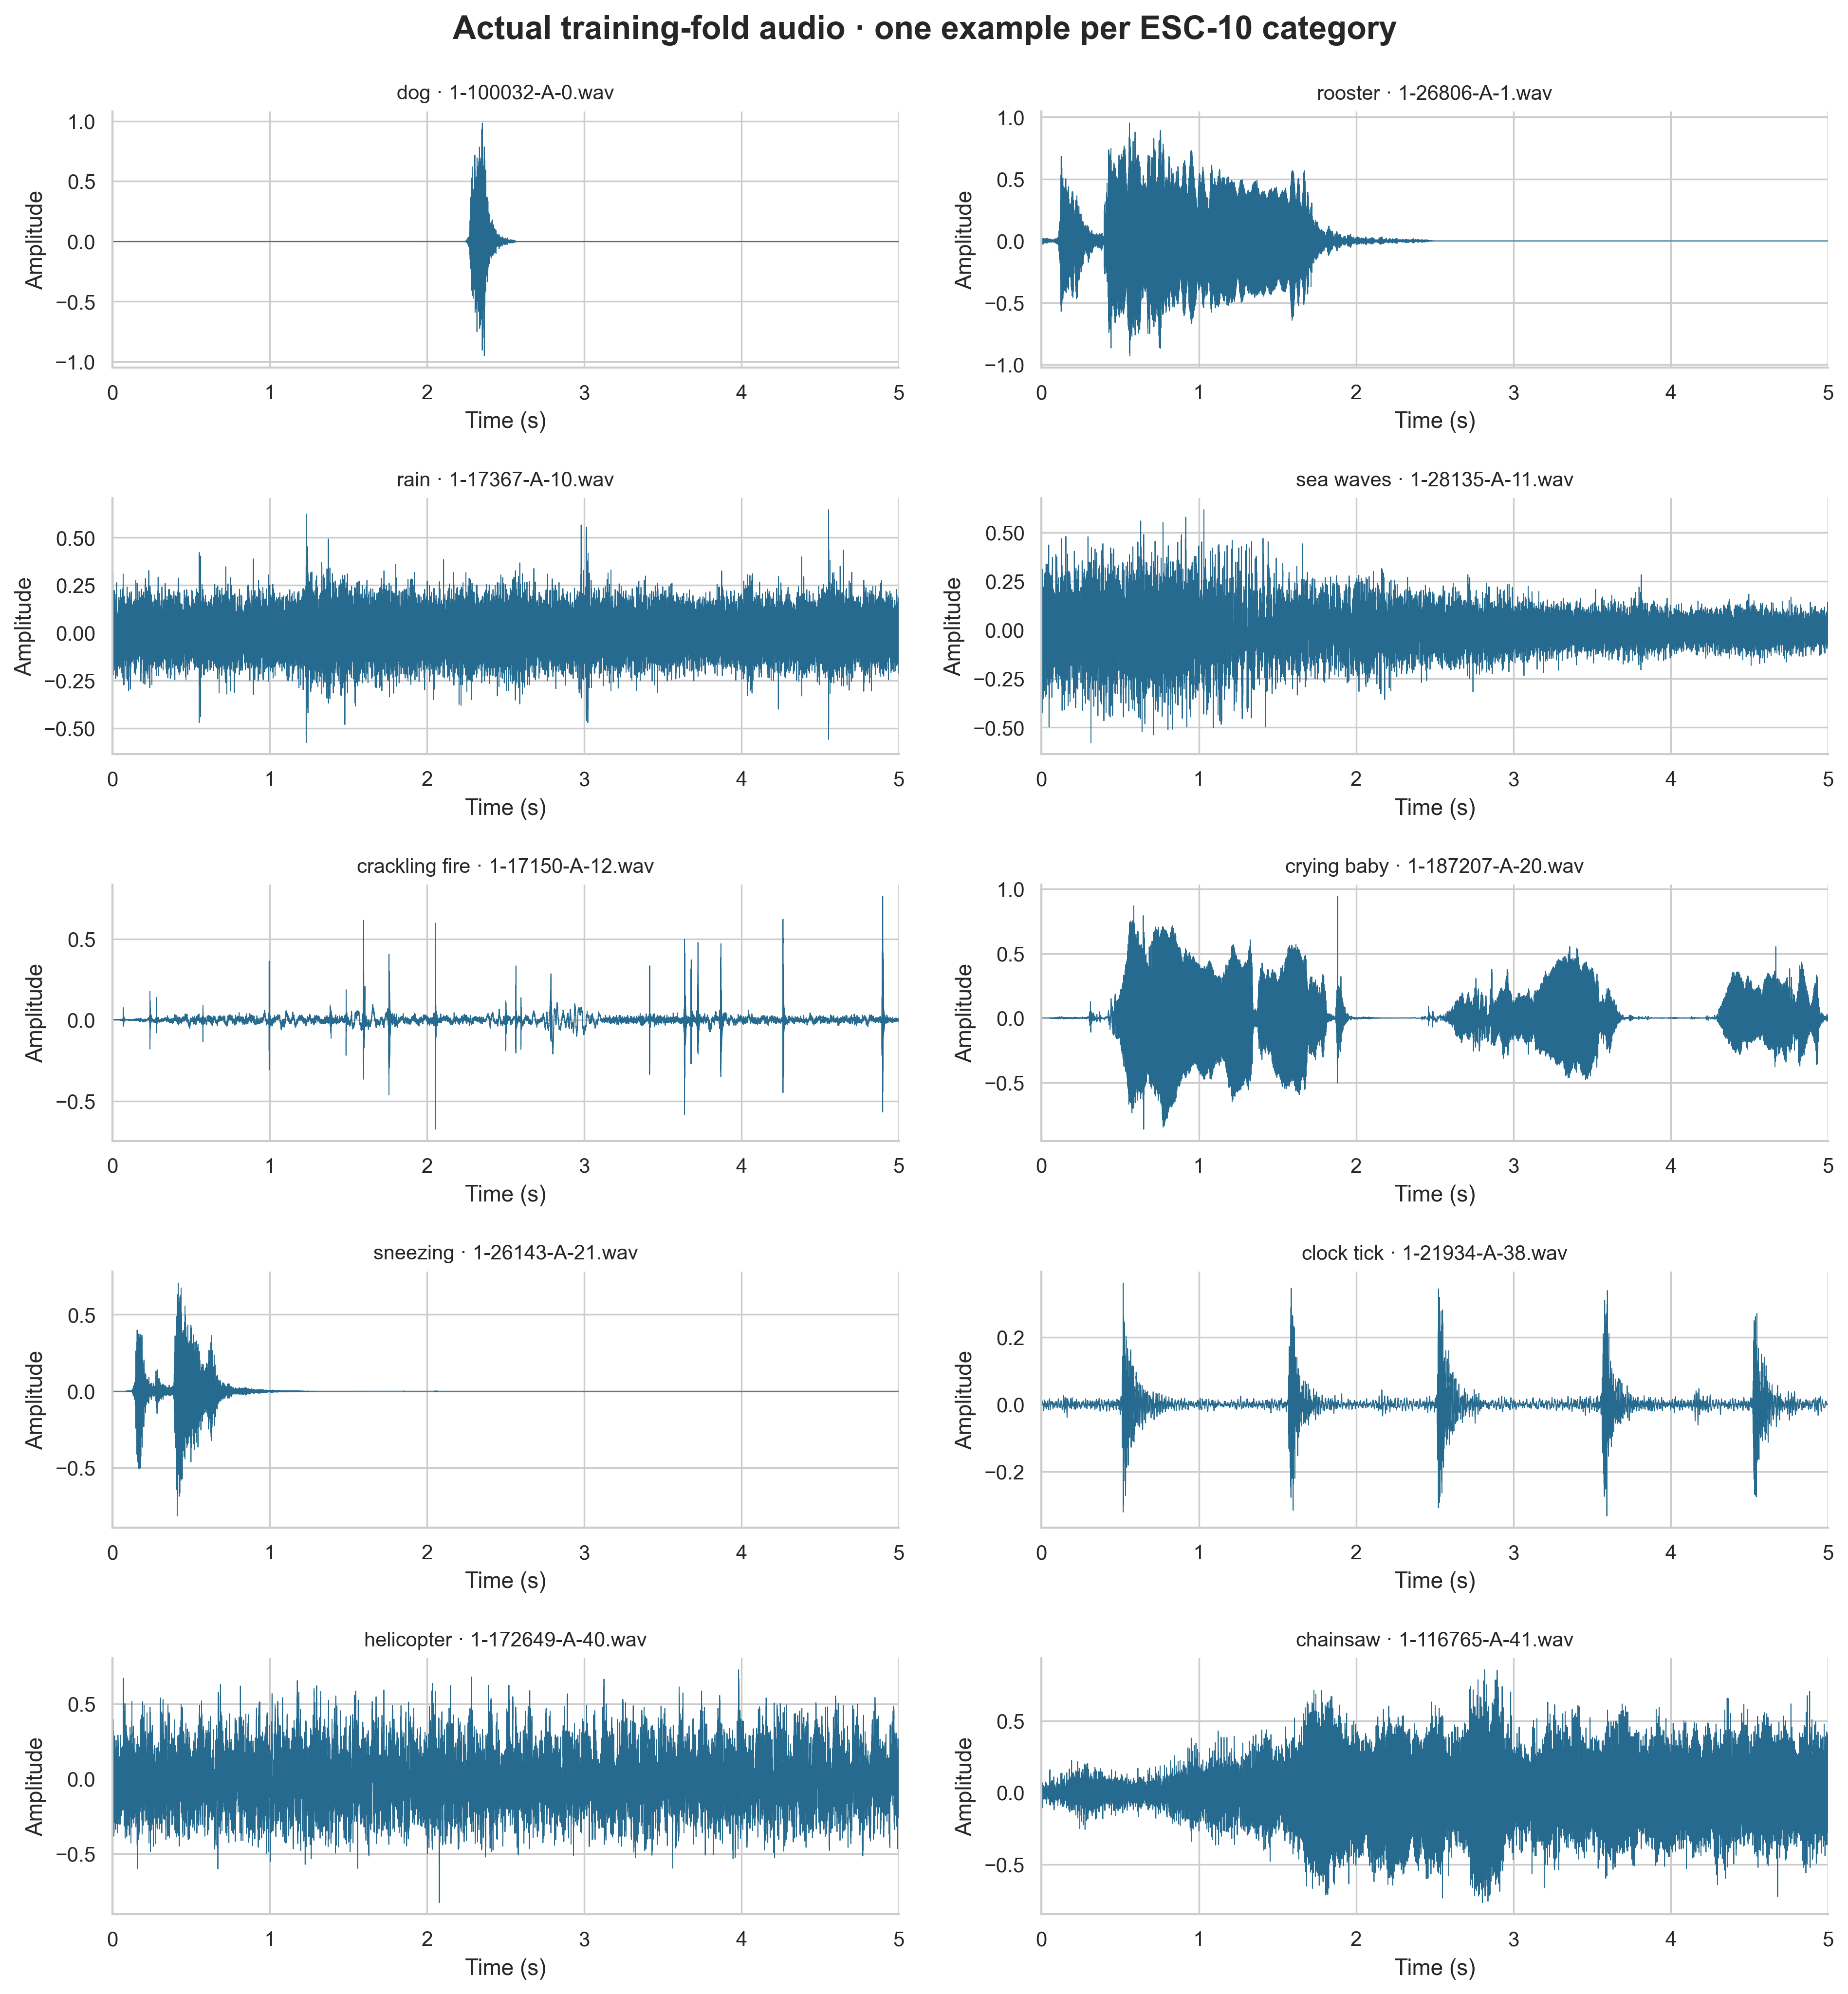 Actual training-fold audio · one example per ESC-10 category
dog · 1-100032-A-0.wav
Amplitude
1.0
0.5
0.0
−0.5
−1.0
0 1 2 3 4 5
Time (s)
rooster · 1-26806-A-1.wav
Amplitude
1.0
0.5
0.0
−0.5
−1.0
0 1 2 3 4 5
Time (s)
rain · 1-17367-A-10.wav
Amplitude
0.50
0.25
0.00
−0.25
−0.50
0 1 2 3 4 5
Time (s)
sea waves · 1-28135-A-11.wav
Amplitude
0.50
0.25
0.00
−0.25
−0.50
0 1 2 3 4 5
Time (s)
crackling fire · 1-17150-A-12.wav
Amplitude
0.5
0.0
−0.5
0 1 2 3 4 5
Time (s)
crying baby · 1-187207-A-20.wav
Amplitude
1.0
0.5
0.0
−0.5
0 1 2 3 4 5
Time (s)
sneezing · 1-26143-A-21.wav
Amplitude
0.5
0.0
−0.5
0 1 2 3 4 5
Time (s)
clock tick · 1-21934-A-38.wav
Amplitude
0.2
0.0
−0.2
0 1 2 3 4 5
Time (s)
helicopter · 1-172649-A-40.wav
Amplitude
0.5
0.0
−0.5
0 1 2 3 4 5
Time (s)
chainsaw · 1-116765-A-41.wav
Amplitude
0.5
0.0
−0.5
0 1 2 3 4 5
Time (s)